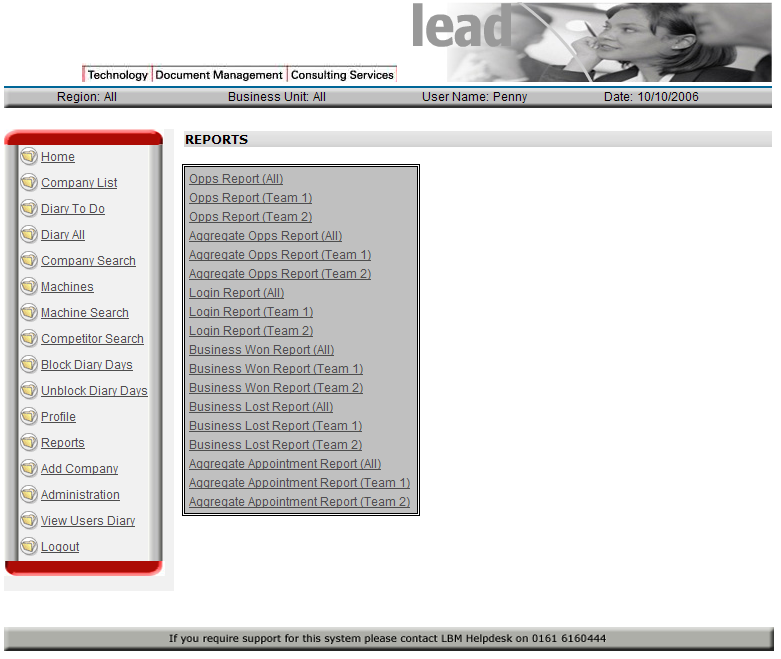 lead
Technology Document Management Consulting Services
Region: All Business Unit: All User Name: Penny Date: 10/10/2006
Home
Company List
Diary To Do
Diary All
Company Search
Machines
Machine Search
Competitor Search
Block Diary Days
Unblock Diary Days
Profile
Reports
Add Company
Administration
View Users Diary
Logout
REPORTS
Opps Report (All)
Opps Report (Team 1)
Opps Report (Team 2)
Aggregate Opps Report (All)
Aggregate Opps Report (Team 1)
Aggregate Opps Report (Team 2)
Login Report (All)
Login Report (Team 1)
Login Report (Team 2)
Business Won Report (All)
Business Won Report (Team 1)
Business Won Report (Team 2)
Business Lost Report (All)
Business Lost Report (Team 1)
Business Lost Report (Team 2)
Aggregate Appointment Report (All)
Aggregate Appointment Report (Team 1)
Aggregate Appointment Report (Team 2)
If you require support for this system please contact LBM Helpdesk on 0161 6160444